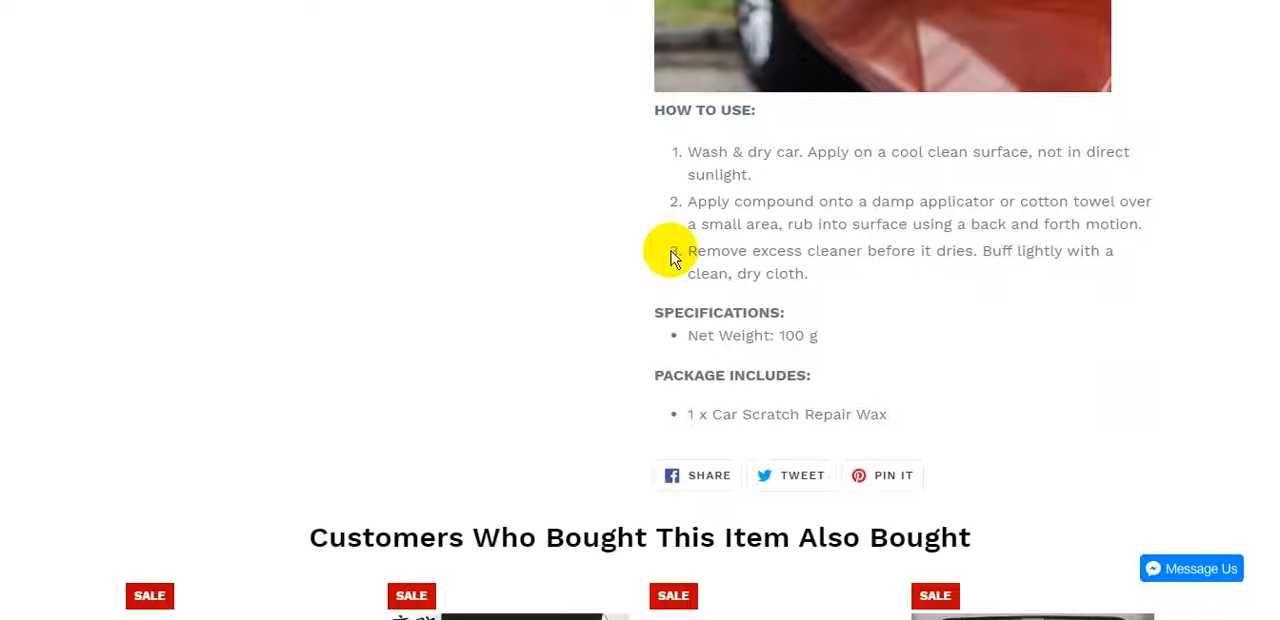 HOW TO USE:
1. Wash & dry car. Apply on a cool clean surface, not in direct
sunlight.
2. Apply compound onto a damp applicator or cotton towel over
a small area, rub into surface using a back and forth motion.
3. Remove excess cleaner before it dries. Buff lightly with a
clean, dry cloth.
SPECIFICATIONS:
• Net Weight: 100 g
PACKAGE INCLUDES:
• 1 x Car Scratch Repair Wax
SHARE TWEET PIN IT
Customers Who Bought This Item Also Bought
Message Us
SALE SALE SALE SALE